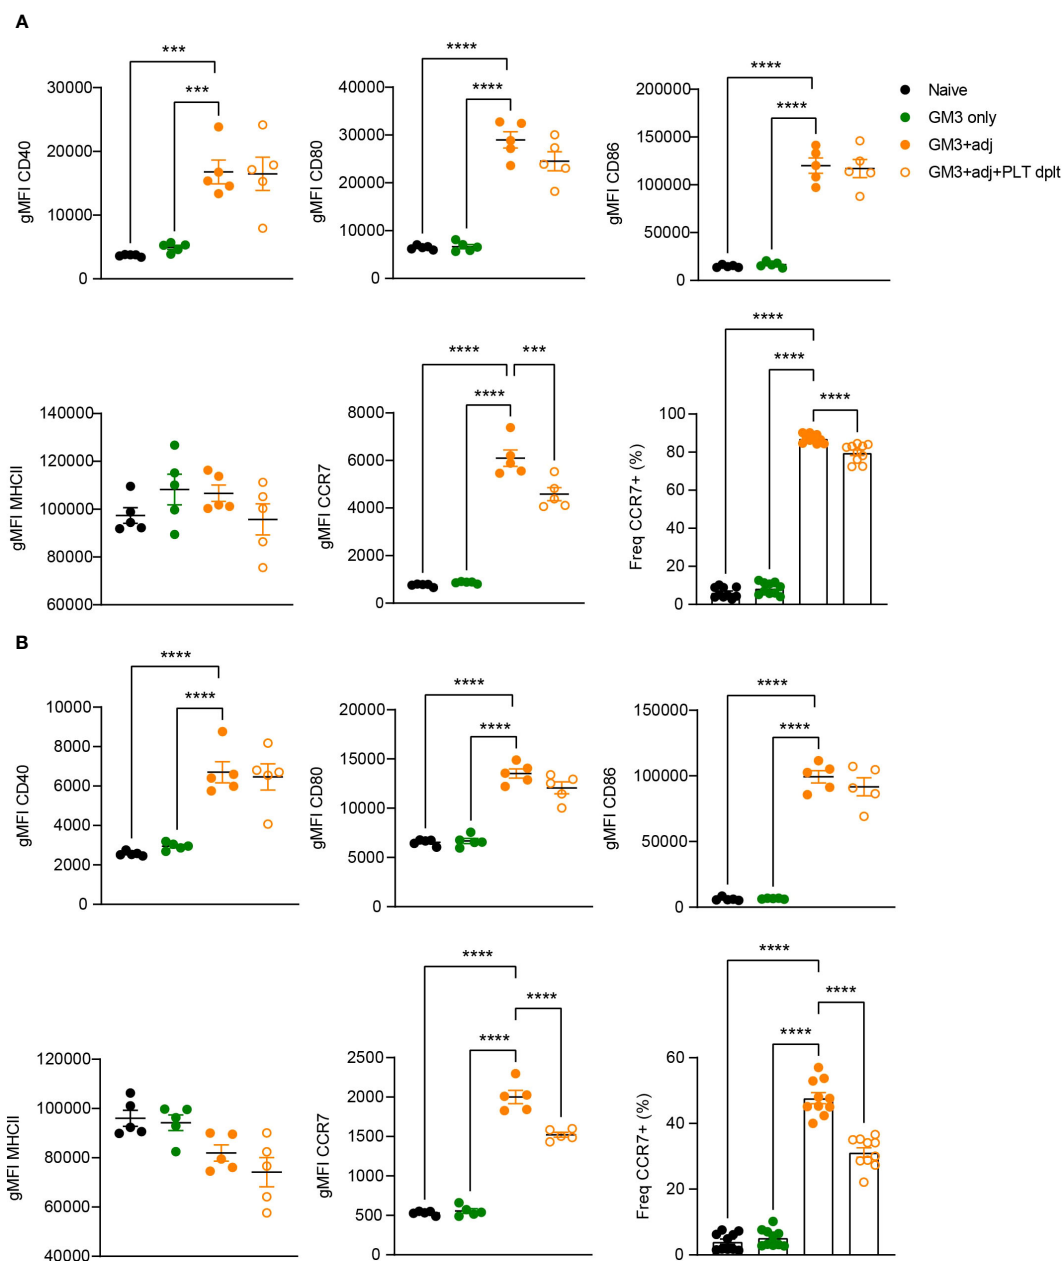 A
*** *** 30000 20000 10000 0 gMFI CD40
**** **** 40000 30000 20000 10000 0 gMFI CD80
**** **** 200000 150000 100000 50000 0 gMFI CD86
Naive
GM3 only
GM3+adj
GM3+adj+PLT dplt
140000 120000 100000 80000 60000 gMFI MHCII
**** *** **** 8000 6000 4000 2000 0 gMFI CCR7
**** **** **** 100 80 60 40 20 0 Freq CCR7+ (%)
B
**** **** 10000 8000 6000 4000 2000 0 gMFI CD40
**** **** 20000 15000 10000 5000 0 gMFI CD80
**** **** 150000 100000 50000 0 gMFI CD86
120000 100000 80000 60000 40000 gMFI MHCII
**** **** **** 2500 2000 1500 1000 500 0 gMFI CCR7
**** **** **** 60 40 20 0 Freq CCR7+ (%)